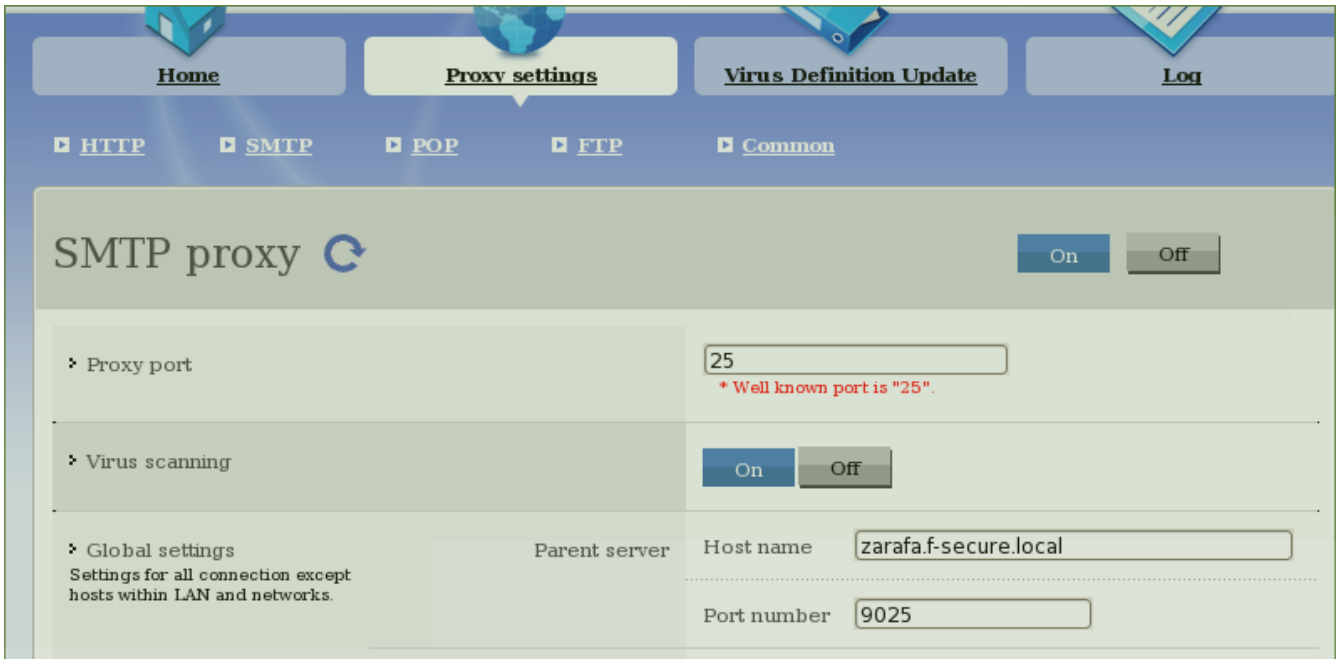 Home
Proxy settings
Virus Definition Update
Log
HTTP
SMTP
POP
FTP
Common
SMTP proxy
On
Off
Proxy port
25
* Well known port is "25".
Virus scanning
On
Off
Global settings
Settings for all connection except
hosts within LAN and networks.
Parent server
Host name
zarafa.f-secure.local
Port number
9025